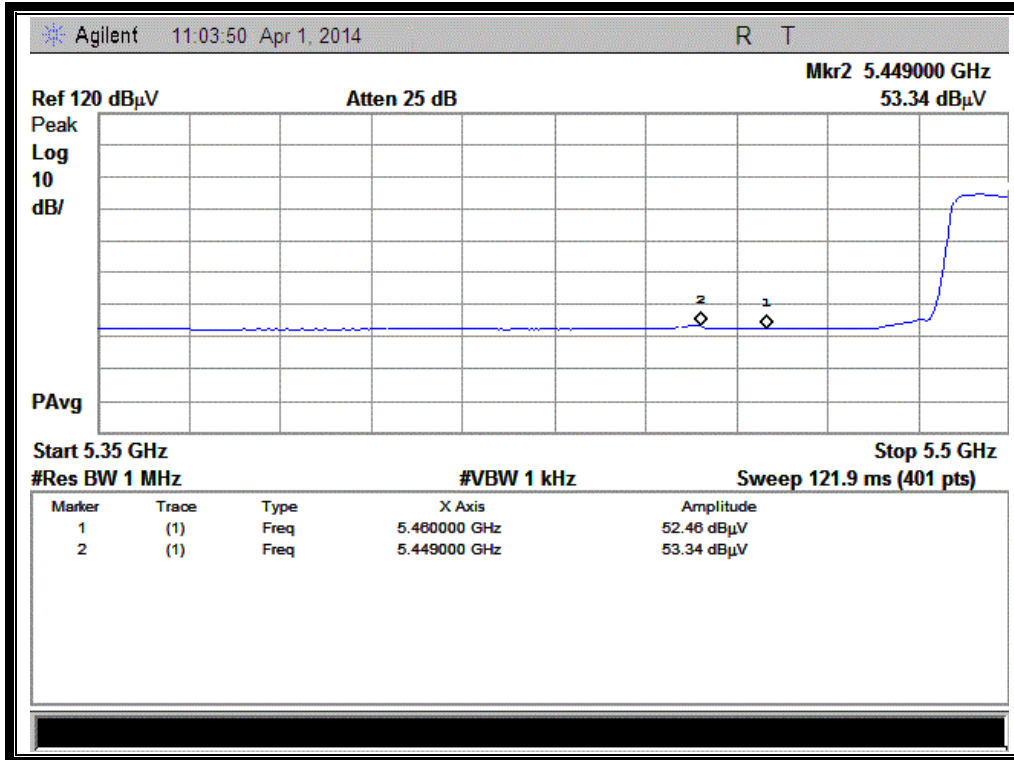 Agilent 11:03:50 Apr 1, 2014 R T
Mkr2 5.449000 GHz
Ref 120 dBμV Atten 25 dB 53.34 dBμV
Peak
Log
10
dB/
2 1
PAvg
Start 5.35 GHz Stop 5.5 GHz
#Res BW 1 MHz #VBW 1 kHz Sweep 121.9 ms (401 pts)
Marker Trace Type X Axis Amplitude
1 (1) Freq 5.460000 GHz 52.46 dBμV
2 (1) Freq 5.449000 GHz 53.34 dBμV